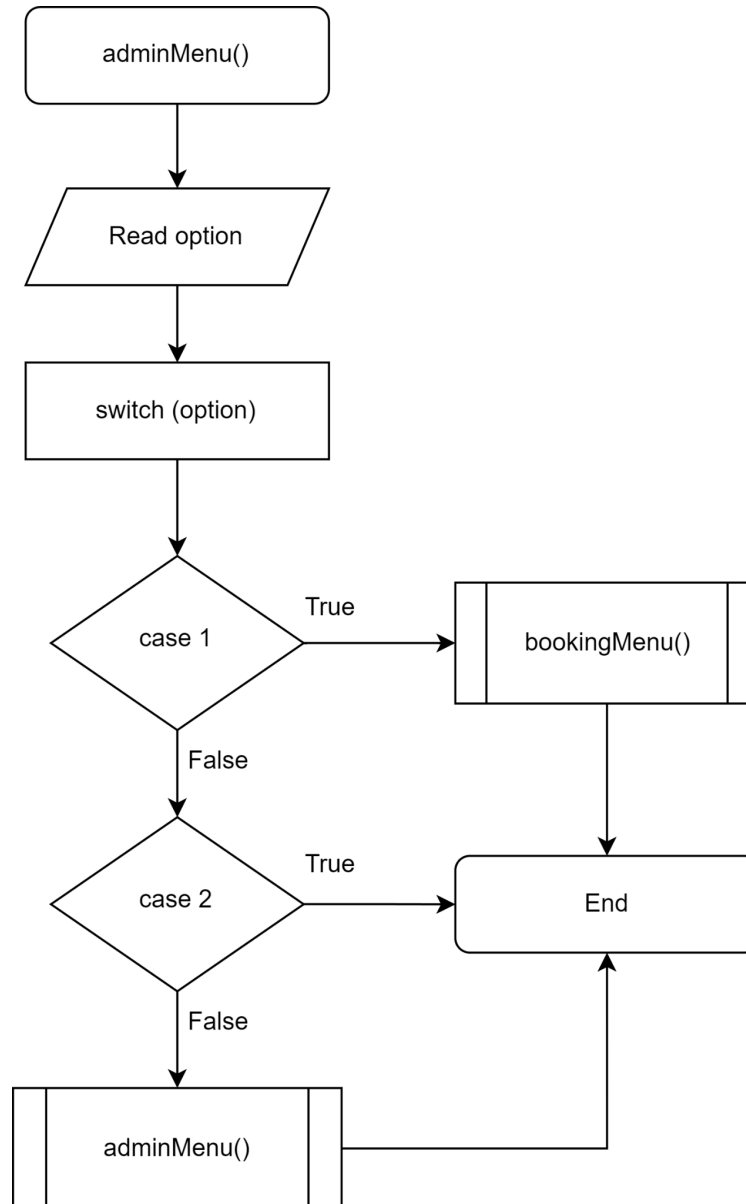 adminMenu()
Read option
switch (option)
case 1
True
bookingMenu()
False
case 2
True
End
False
adminMenu()